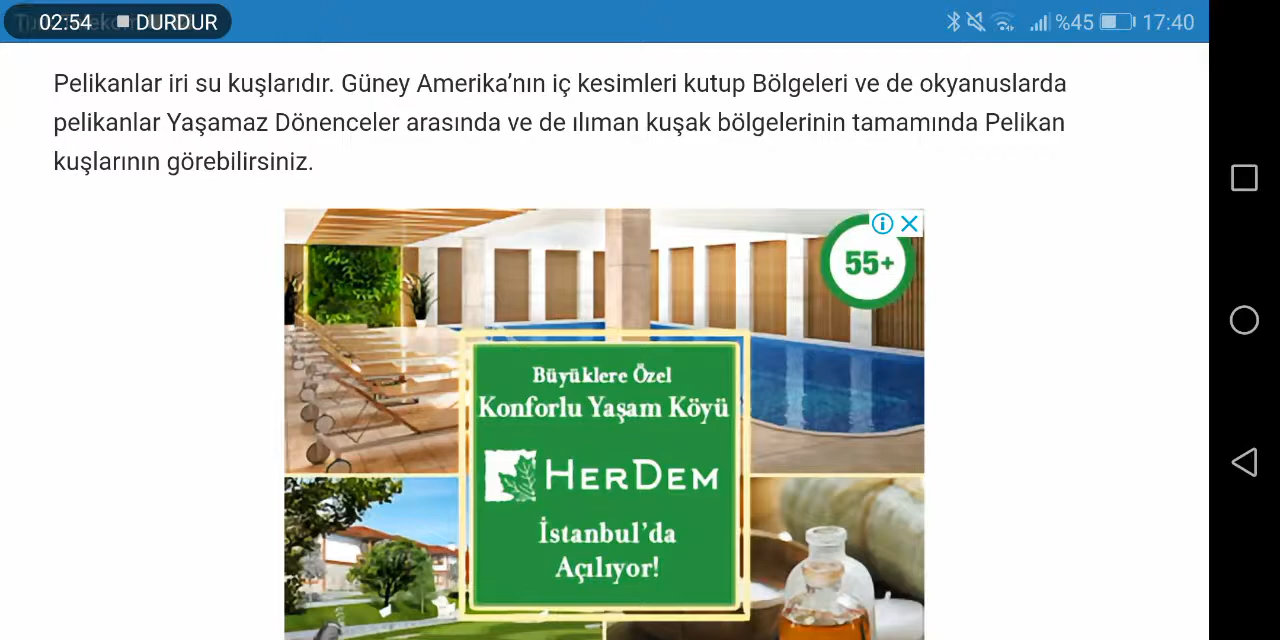 02:54 DURDUR %45 17:40
Pelikanlar iri su kuşlarıdır. Güney Amerika’nın iç kesimleri kutup Bölgeleri ve de okyanuslarda
pelikanlar Yaşamaz Dönenceler arasında ve de ılıman kuşak bölgelerinin tamamında Pelikan
kuşlarının görebilirsiniz.
55+
Büyüklere Özel
Konforlu Yaşam Köyü
HERDEM
İstanbul’da
Açılıyor!